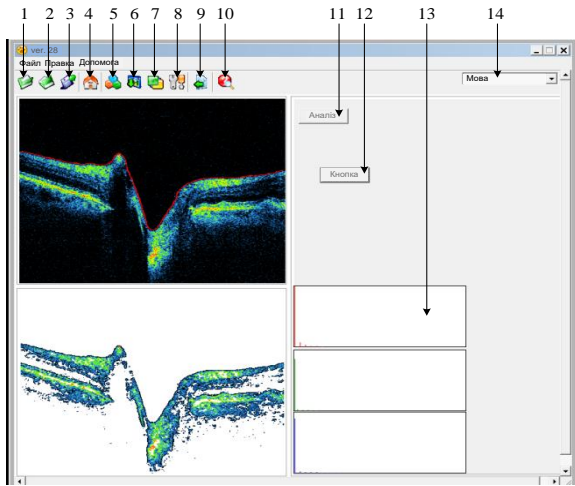 1 2 3 4 5 6 7 8 9 10 11 12 13 14
ver. 28
Файл Правка Допомога
Мова
Аналіз
Кнопка